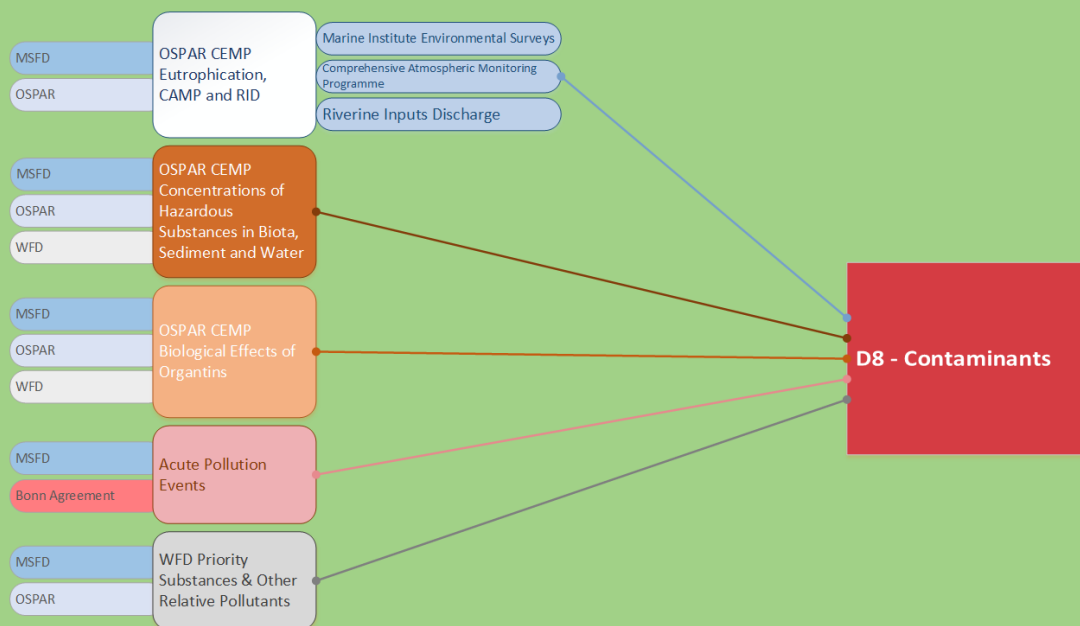 MSFD
OSPAR
OSPAR CEMP
Eutrophication,
CAMP and RID
Marine Institute Environmental Surveys
Comprehensive Atmospheric Monitoring
Programme
Riverine Inputs Discharge
MSFD
OSPAR
WFD
OSPAR CEMP
Concentrations of
Hazardous
Substances in Biota,
Sediment and Water
MSFD
OSPAR
WFD
OSPAR CEMP
Biological Effects of
Organtins
MSFD
Bonn Agreement
Acute Pollution
Events
MSFD
OSPAR
WFD Priority
Substances & Other
Relative Pollutants
D8 - Contaminants